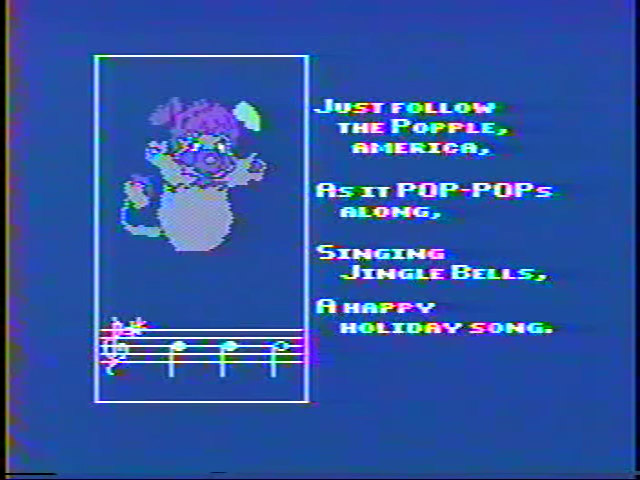 Just follow
the Popple,
america,
As it POP-POPs
along,
Singing
Jingle Bells,
A happy
holiday song.